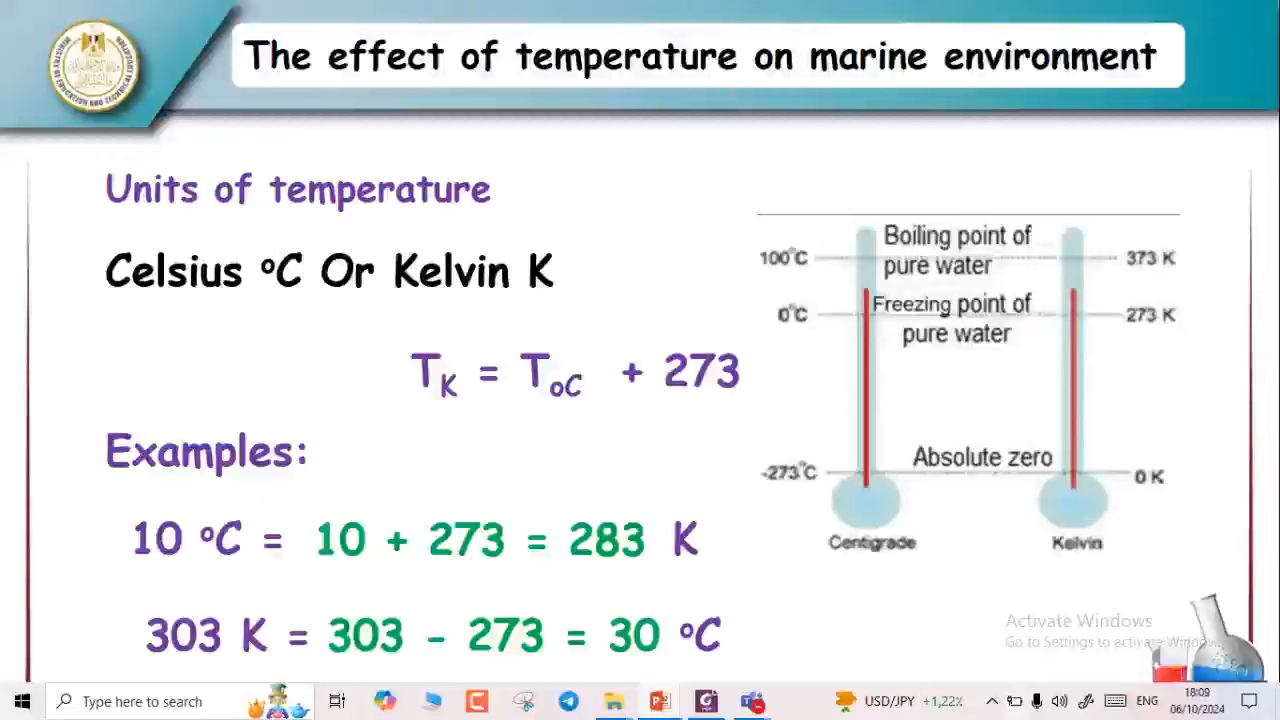 The effect of temperature on marine environment
Units of temperature
Celsius °C Or Kelvin K
T_K = T_oC + 273
Examples:
10 °C = 10 + 273 = 283 K
303 K = 303 - 273 = 30 °C
Boiling point of
100°C pure water 373 K
Freezing point of
0°C 273 K
pure water
Absolute zero
-273°C 0 K
Centigrade Kelvin
Activate Windows
Go to Settings to activate Windows.
Type here to search
USD/JPY +1,22%
ENG
18:09
06/10/2024